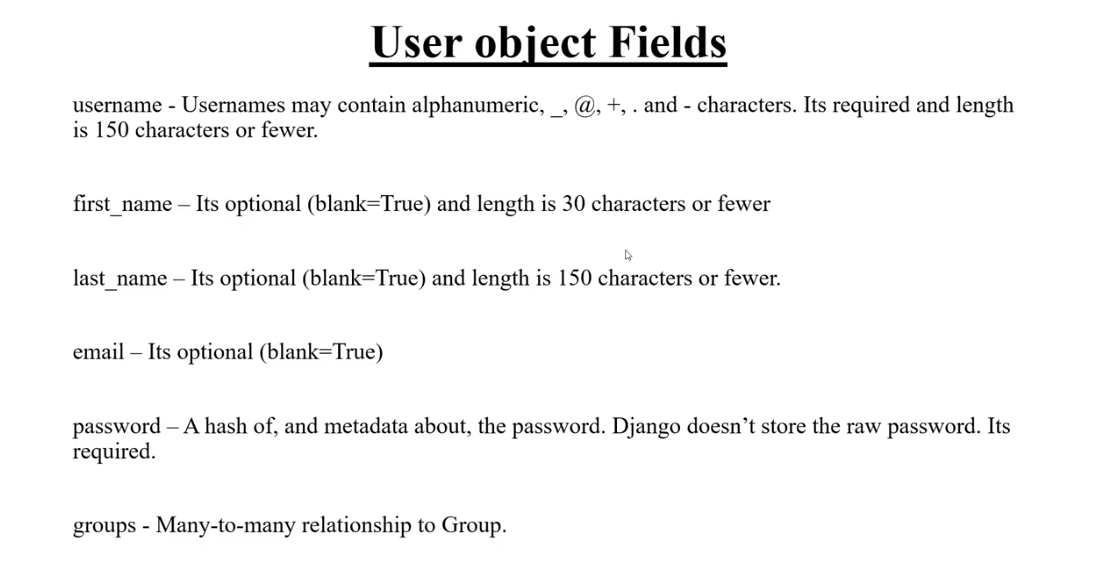 User object Fields
username - Usernames may contain alphanumeric, _, @, +, . and - characters. Its required and length
is 150 characters or fewer.
first_name – Its optional (blank=True) and length is 30 characters or fewer
last_name – Its optional (blank=True) and length is 150 characters or fewer.
email – Its optional (blank=True)
password – A hash of, and metadata about, the password. Django doesn’t store the raw password. Its
required.
groups - Many-to-many relationship to Group.